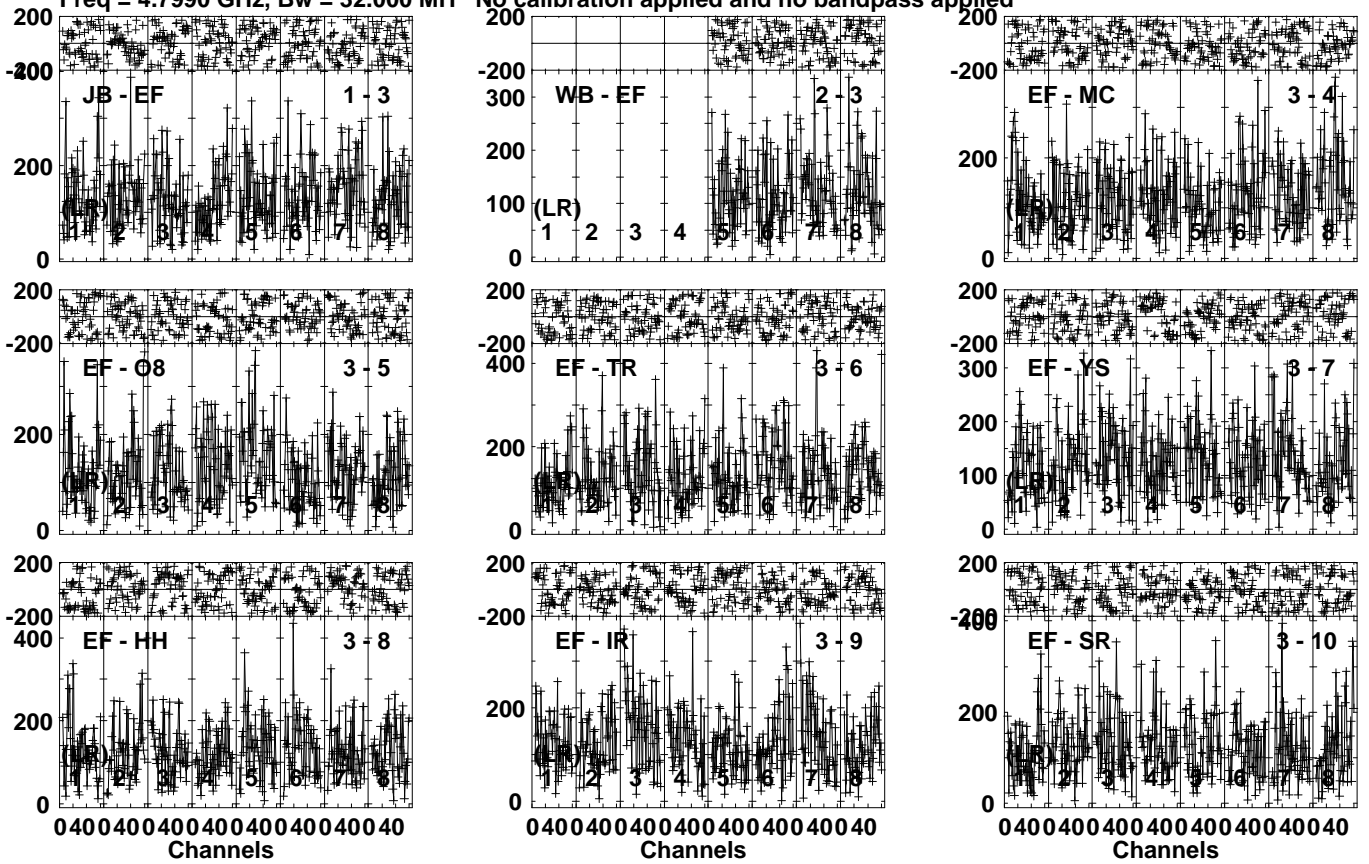 Freq = 4.7990 GHz, Bw = 32.000 MH No calibration applied and no bandpass applied
200 200 200
-200 -200 -200
400 JB - EF 1 - 3 300 WB - EF 2 - 3 EF - MC 3 - 4
200 200 200
(LR) 100 (LR) (LR)
1 2 3 4 5 6 7 8 1 2 3 4 5 6 7 8 1 2 3 4 5 6 7 8
0 0 0
200 200 200
-200 -200 -200
EF - O8 3 - 5 400 EF - TR 3 - 6 300 EF - YS 3 - 7
200 200 200
(LR) (LR) 100 (LR)
1 2 3 4 5 6 7 8 1 2 3 4 5 6 7 8 1 2 3 4 5 6 7 8
0 0 0
200 200 200
-200 -200 -200
400 EF - HH 3 - 8 400 EF - IR 3 - 9 400 EF - SR 3 - 10
200 200 200
(LR) (LR) (LR)
1 2 3 4 5 6 7 8 1 2 3 4 5 6 7 8 1 2 3 4 5 6 7 8
0 0 0
0 40 0 40 0 40 0 40 0 40 0 40 0 40 0 40 0 40 0 40 0 40 0 40 0 40 0 40 0 40 0 40 0 40 0 40 0 40 0 40 0 40 0 40 0 40 0 40
Channels Channels Channels